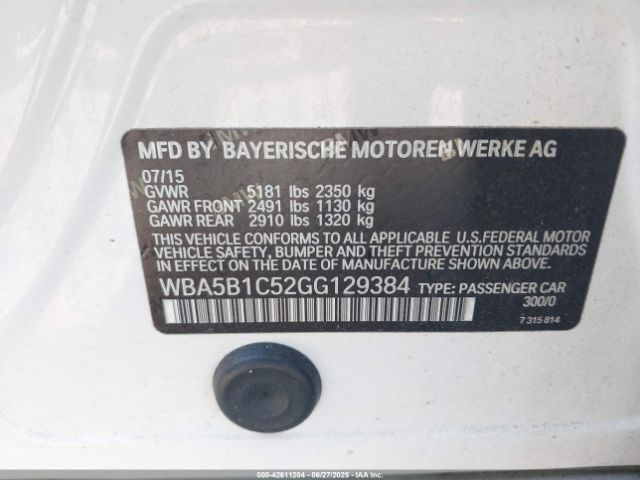 MFD BY BAYERISCHE MOTOREN WERKE AG
07/15
GVWR 5181 lbs 2350 kg
GAWR FRONT 2491 lbs 1130 kg
GAWR REAR 2910 lbs 1320 kg
THIS VEHICLE CONFORMS TO ALL APPLICABLE U.S.FEDERAL MOTOR
VEHICLE SAFETY, BUMPER AND THEFT PREVENTION STANDARDS
IN EFFECT ON THE DATE OF MANUFACTURE SHOWN ABOVE.
WBA5B1C52GG129384 TYPE: PASSENGER CAR
300/0
7 315 814
000-42611204 | 06/27/2025 - IAAI.COM